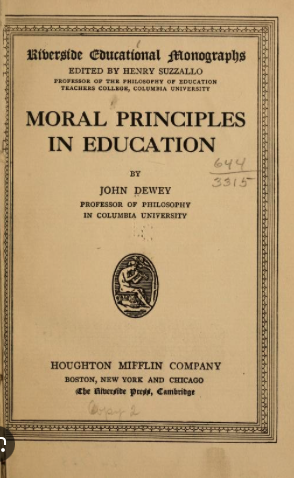 Riverside Educational Monographs
EDITED BY HENRY SUZZALLO
PROFESSOR OF THE PHILOSOPHY OF EDUCATION
TEACHERS COLLEGE, COLUMBIA UNIVERSITY
MORAL PRINCIPLES
IN EDUCATION
644
3315
BY
JOHN DEWEY
PROFESSOR OF PHILOSOPHY
IN COLUMBIA UNIVERSITY
HOUGHTON MIFFLIN COMPANY
BOSTON, NEW YORK AND CHICAGO
The Riverside Press, Cambridge
Copy 2